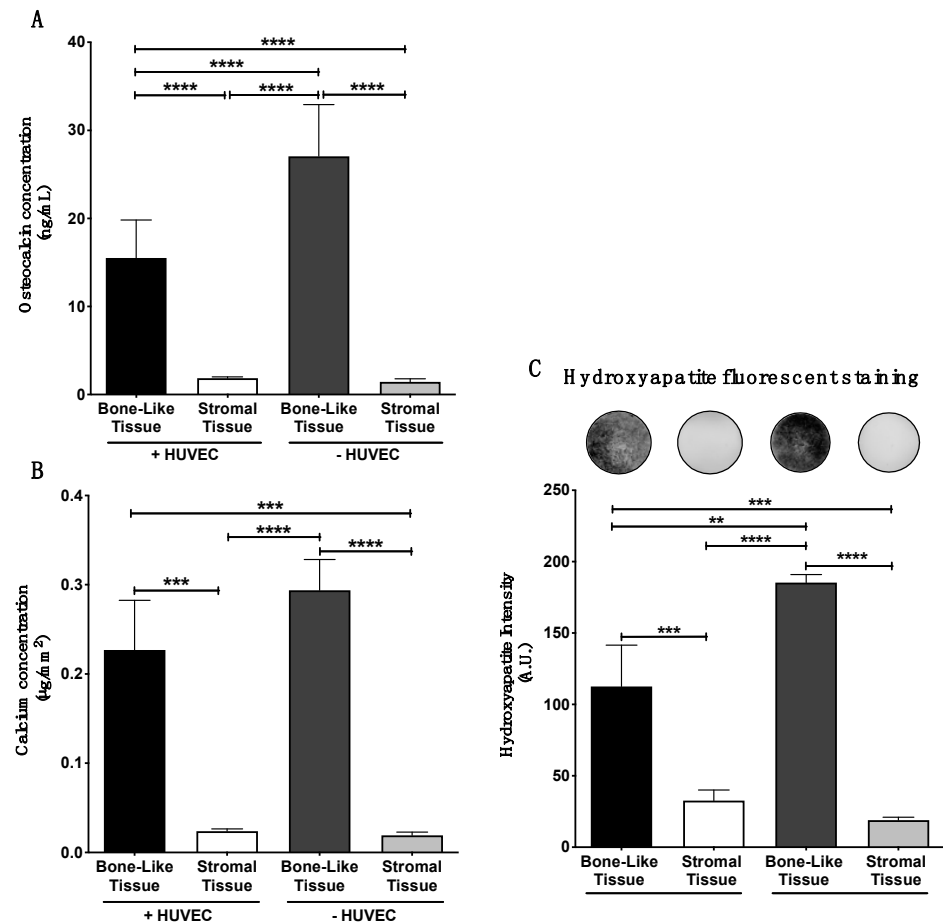 A
Osteocalcin concentration
(ng/mL)
40
30
20
10
0
****
****
**** **** ****
Bone-Like Stromal Bone-Like Stromal
Tissue Tissue Tissue Tissue
+ HUVEC - HUVEC
B
Calcium concentration
(µg/mm²)
0.4
0.3
0.2
0.1
0.0
***
**** ****
***
Bone-Like Stromal Bone-Like Stromal
Tissue Tissue Tissue Tissue
+ HUVEC - HUVEC
C Hydroxyapatite fluorescent staining
Hydroxyapatite Intensity
(A.U.)
250
200
150
100
50
0
***
**
****
****
***
Bone-Like Stromal Bone-Like Stromal
Tissue Tissue Tissue Tissue